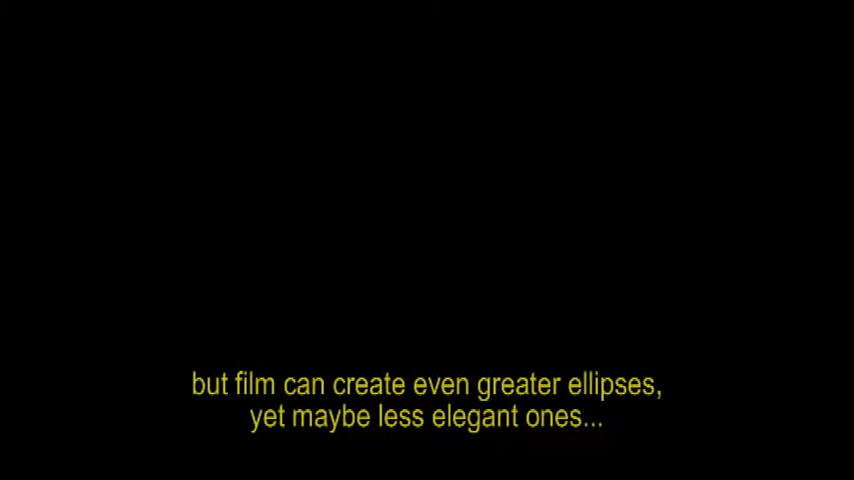 but film can create even greater ellipses,
yet maybe less elegant ones...